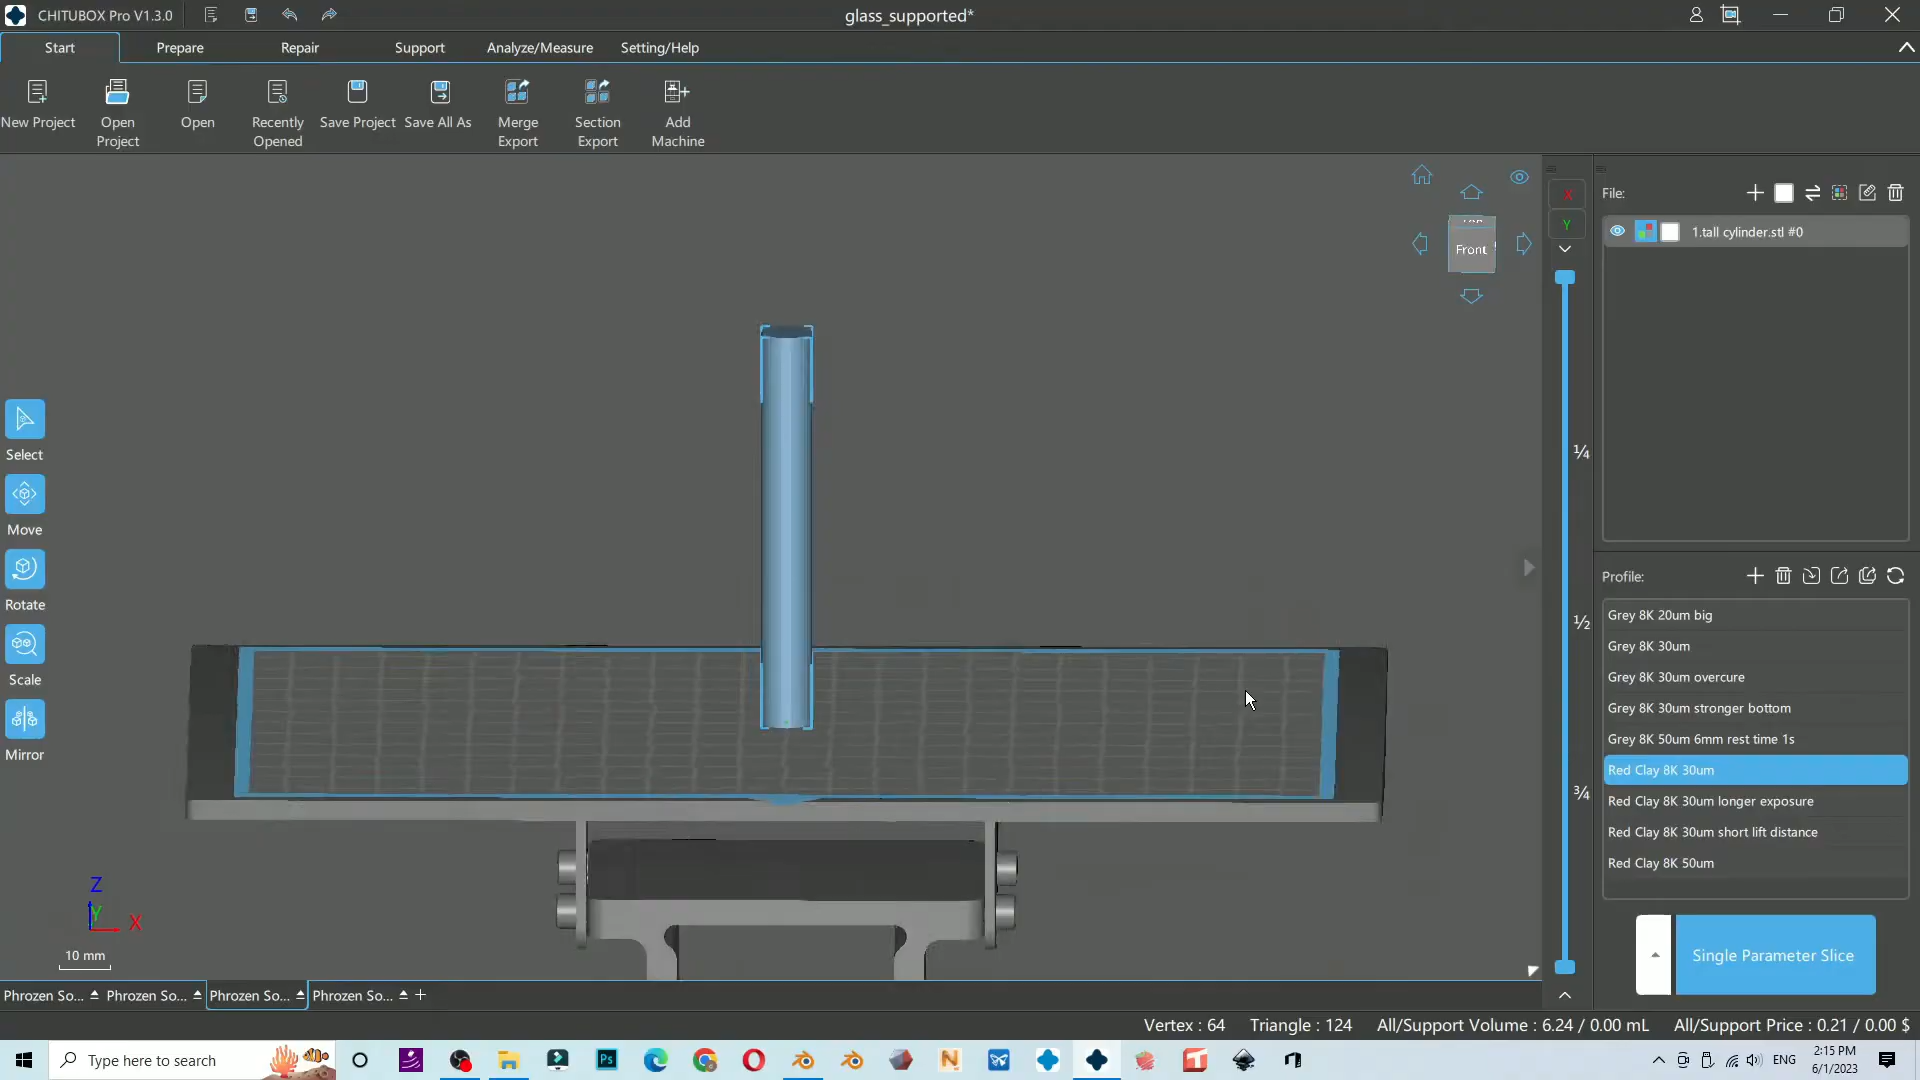 CHITUBOX Pro V1.3.0
glass_supported*
Start
Prepare
Repair
Support
Analyze/Measure
Setting/Help
New Project
Open
Project
Open
Recently
Opened
Save Project
Save All As
Merge
Export
Section
Export
Add
Machine
Front
X
Y
File:
1.tall cylinder.stl #0
Select
Move
Rotate
Scale
Mirror
¼
½
¾
Profile:
Grey 8K 20um big
Grey 8K 30um
Grey 8K 30um overcure
Grey 8K 30um stronger bottom
Grey 8K 50um 6mm rest time 1s
Red Clay 8K 30um
Red Clay 8K 30um longer exposure
Red Clay 8K 30um short lift distance
Red Clay 8K 50um
Single Parameter Slice
Z
Y
X
10 mm
Phrozen So...
Phrozen So...
Phrozen So...
Phrozen So...
Vertex : 64
Triangle : 124
All/Support Volume : 6.24 / 0.00 mL
All/Support Price : 0.21 / 0.00 $
Type here to search
Ps
ENG
2:15 PM
6/1/2023